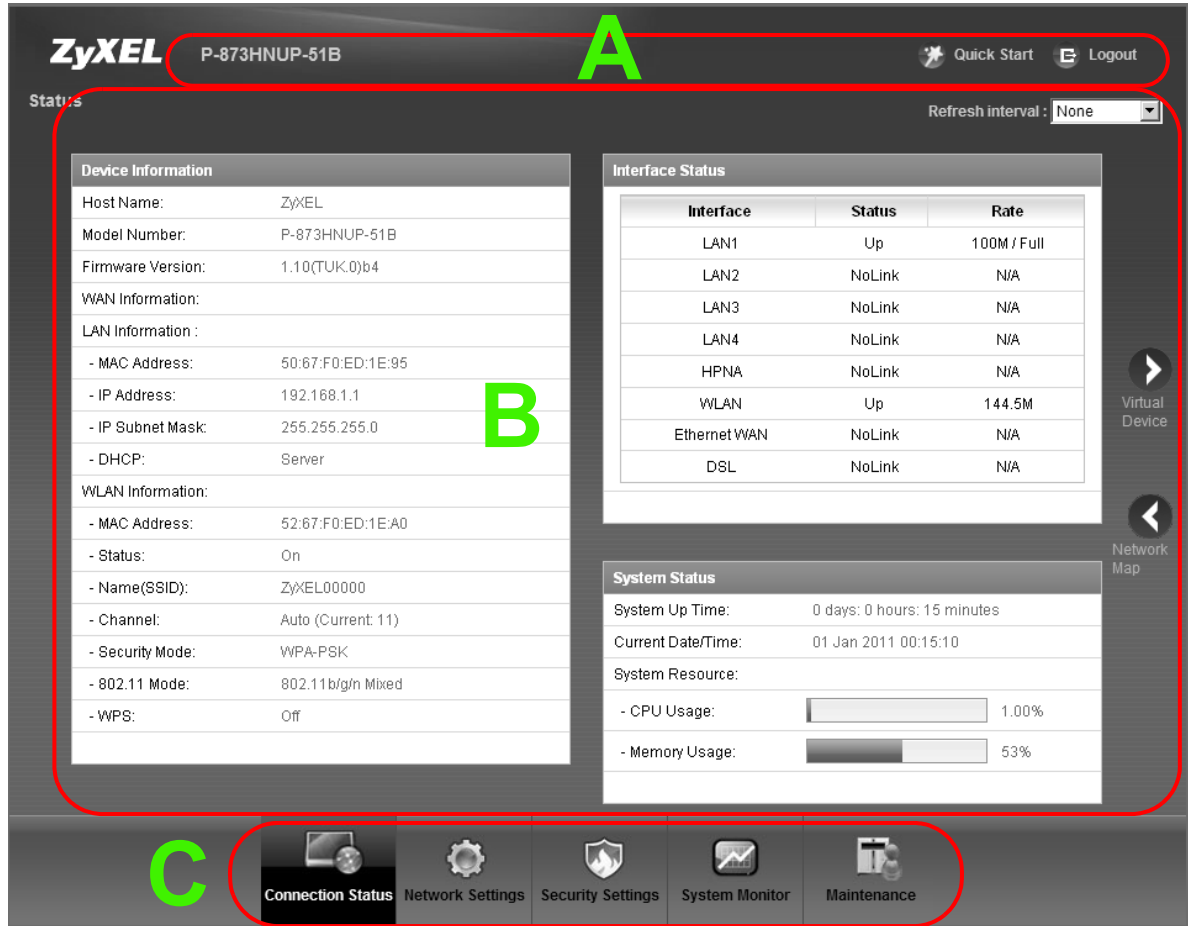 ZyXEL P-873HNUP-51B A Quick Start Logout
Status
Refresh interval : None
Device Information
Host Name: ZyXEL
Model Number: P-873HNUP-51B
Firmware Version: 1.10(TUK.0)b4
WAN Information:
LAN Information :
- MAC Address: 50:67:F0:ED:1E:95
- IP Address: 192.168.1.1
- IP Subnet Mask: 255.255.255.0
- DHCP: Server
WLAN Information:
- MAC Address: 52:67:F0:ED:1E:A0
- Status: On
- Name(SSID): ZyXEL00000
- Channel: Auto (Current: 11)
- Security Mode: WPA-PSK
- 802.11 Mode: 802.11b/g/n Mixed
- WPS: Off
B
Interface Status
Interface Status Rate
LAN1 Up 100M / Full
LAN2 NoLink N/A
LAN3 NoLink N/A
LAN4 NoLink N/A
HPNA NoLink N/A
WLAN Up 144.5M
Ethernet WAN NoLink N/A
DSL NoLink N/A
System Status
System Up Time: 0 days: 0 hours: 15 minutes
Current Date/Time: 01 Jan 2011 00:15:10
System Resource:
- CPU Usage: 1.00%
- Memory Usage: 53%
Virtual
Device
Network
Map
C
Connection Status Network Settings Security Settings System Monitor Maintenance